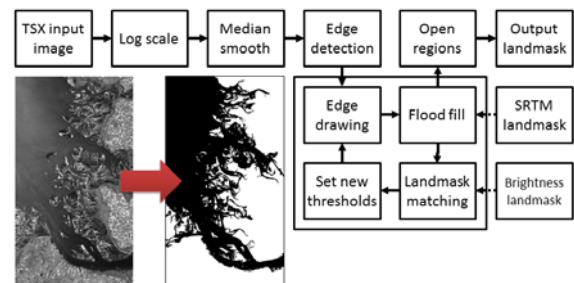 TSX input
image
Log scale
Median
smooth
Edge
detection
Open
regions
Output
landmask
Edge
drawing
Flood fill
SRTM
landmask
Set new
thresholds
Landmask
matching
Brightness
landmask